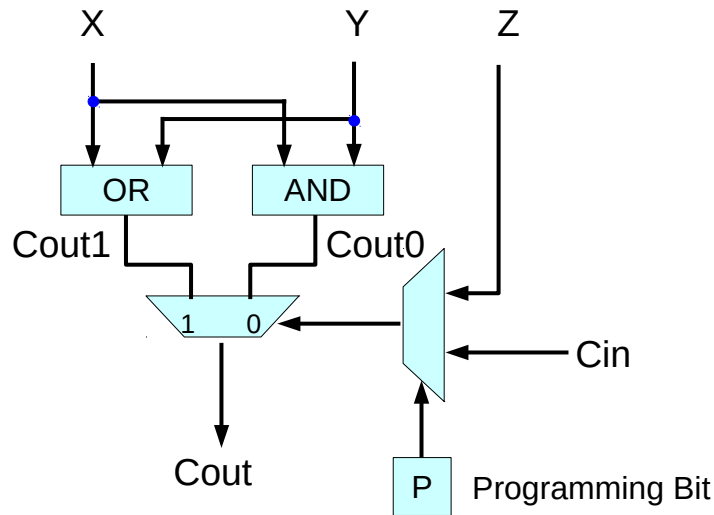 X Y Z
OR AND
Cout1 Cout0
1 0
Cin
Cout
P Programming Bit